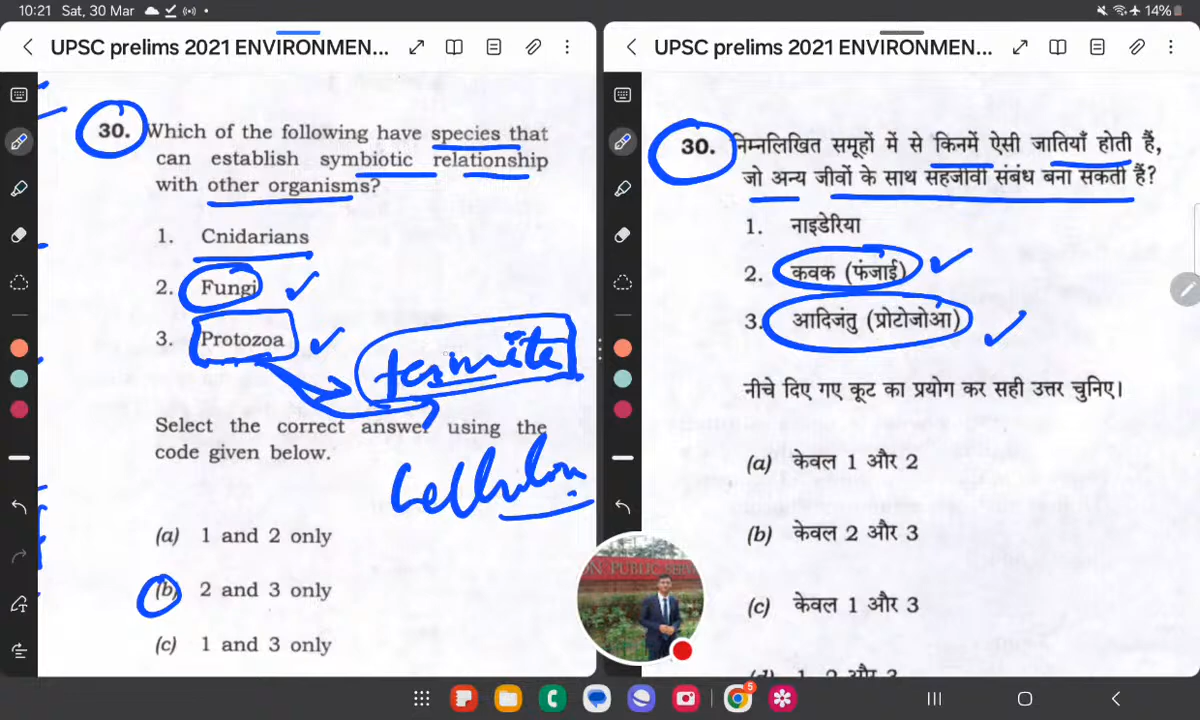 10:21 Sat, 30 Mar
14%
UPSC prelims 2021 ENVIRONMEN...
30. Which of the following have species that
can establish symbiotic relationship
with other organisms?
1. Cnidarians
2. Fungi
3. Protozoa
termite
Select the correct answer using the
code given below.
(a) 1 and 2 only
(b) 2 and 3 only
(c) 1 and 3 only
UPSC prelims 2021 ENVIRONMEN...
30. निम्नलिखित समूहों में से किनमें ऐसी जातियाँ होती हैं,
जो अन्य जीवों के साथ सहजीवी संबंध बना सकती हैं?
1. नाइडेरिया
2. कवक (फंजाई)
3. आदिजंतु (प्रोटोजोआ)
नीचे दिए गए कूट का प्रयोग कर सही उत्तर चुनिए।
(a) केवल 1 और 2
(b) केवल 2 और 3
(c) केवल 1 और 3
N PUBLIC SERV
5